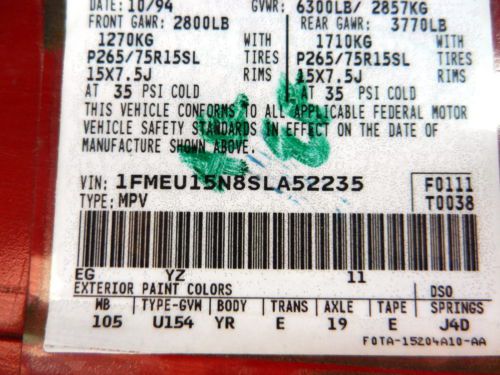 DATE: 10/94 GVWR: 6300LB/ 2857KG
FRONT GAWR: 2800LB REAR GAWR: 3770LB
1270KG WITH 1710KG WITH
P265/75R15SL TIRES P265/75R15SL TIRES
15X7.5J RIMS 15X7.5J RIMS
AT 35 PSI COLD AT 35 PSI COLD
THIS VEHICLE CONFORMS TO ALL APPLICABLE FEDERAL MOTOR
VEHICLE SAFETY STANDARDS IN EFFECT ON THE DATE OF
MANUFACTURE SHOWN ABOVE.
VIN: 1FMEU15N8SLA52235 F0111
TYPE: MPV T0038
EG YZ 11
EXTERIOR PAINT COLORS DSO
WB TYPE-GVW BODY TRANS AXLE TAPE SPRINGS
105 U154 YR E 19 E J4D
F0TA-15204A10-AA